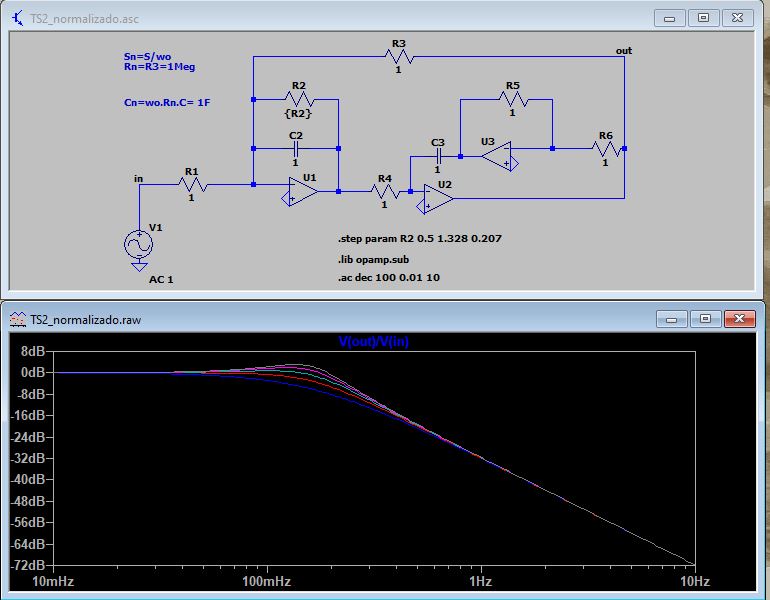 TS2_normalizado.asc
Sn=S/wo
Rn=R3=1Meg
Cn=wo.Rn.C= 1F
R3
1
out
R2
{R2}
R5
1
C2
1
C3
1
U3
R6
1
in
R1
1
U1
R4
1
U2
V1
AC 1
.step param R2 0.5 1.328 0.207
.lib opamp.sub
.ac dec 100 0.01 10
TS2_normalizado.raw
V(out)/V(in)
8dB
0dB
-8dB
-16dB
-24dB
-32dB
-40dB
-48dB
-56dB
-64dB
-72dB
10mHz 100mHz 1Hz 10Hz